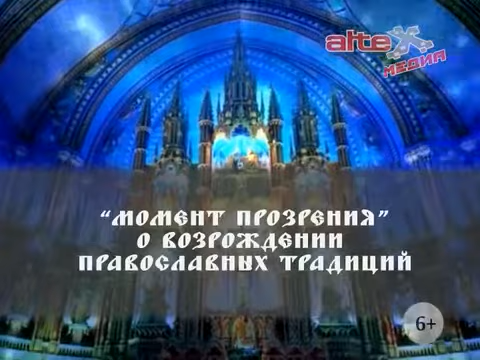 alteX
МЕДИА
“МОМЕНТ ПРОЗРЕНИЯ”
О ВОЗРОЖДЕНИИ
ПРАВОСЛАВНЫХ ТРАДИЦИЙ
6+